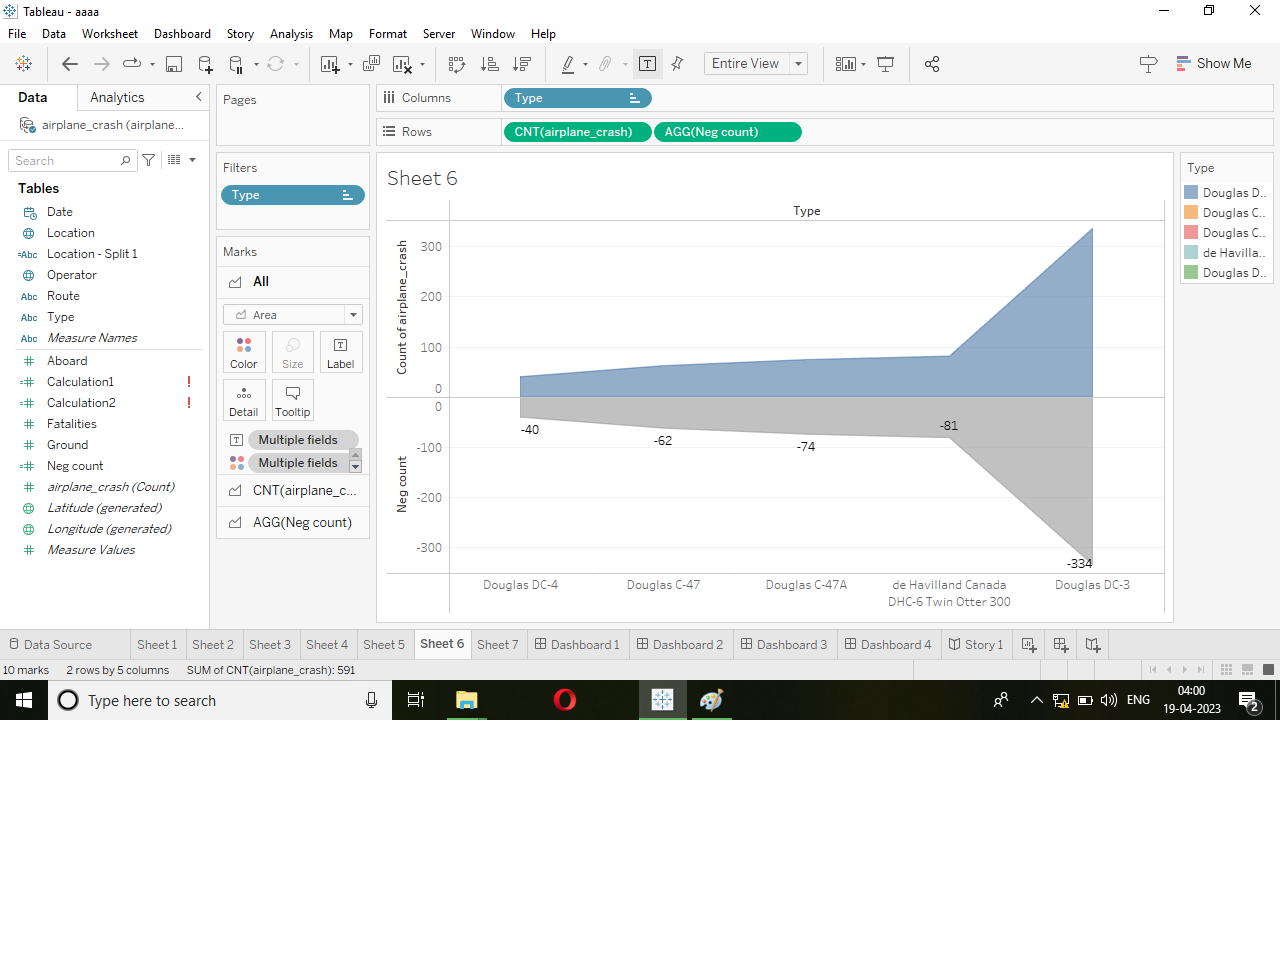 Tableau - aaaa
File Data Worksheet Dashboard Story Analysis Map Format Server Window Help
Entire View
Show Me
Data Analytics
airplane_crash (airplane...
Search
Tables
Date
Location
=Abc Location - Split 1
Operator
Abc Route
Abc Type
Abc Measure Names
Aboard
Calculation1 !
Calculation2 !
Fatalities
Ground
Neg count
airplane_crash (Count)
Latitude (generated)
Longitude (generated)
Measure Values
Pages
Filters
Type
Marks
All
Area
Color Size Label
Detail Tooltip
Multiple fields
Multiple fields
CNT(airplane_c...
AGG(Neg count)
Columns Type
Rows CNT(airplane_crash) AGG(Neg count)
Sheet 6
Type
Count of airplane_crash
300
200
100
0
Neg count
0
-100
-200
-300
-40
-62
-74
-81
-334
Douglas DC-4 Douglas C-47 Douglas C-47A de Havilland Canada DHC-6 Twin Otter 300 Douglas DC-3
Type
Douglas D..
Douglas C..
Douglas C..
de Havilla..
Douglas D..
Data Source Sheet 1 Sheet 2 Sheet 3 Sheet 4 Sheet 5 Sheet 6 Sheet 7 Dashboard 1 Dashboard 2 Dashboard 3 Dashboard 4 Story 1
10 marks 2 rows by 5 columns SUM of CNT(airplane_crash): 591
Type here to search
ENG
04:00
19-04-2023
2